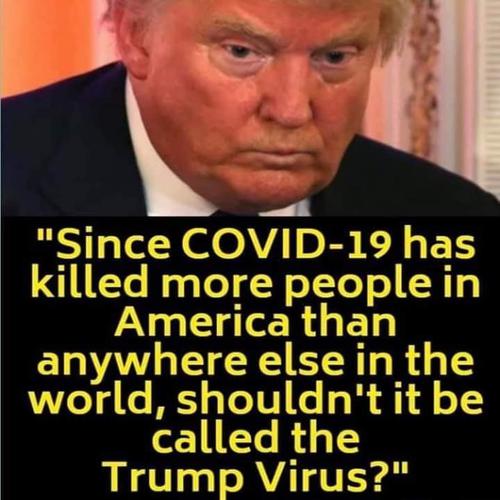 "Since COVID-19 has
killed more people in
America than
anywhere else in the
world, shouldn't it be
called the
Trump Virus?"